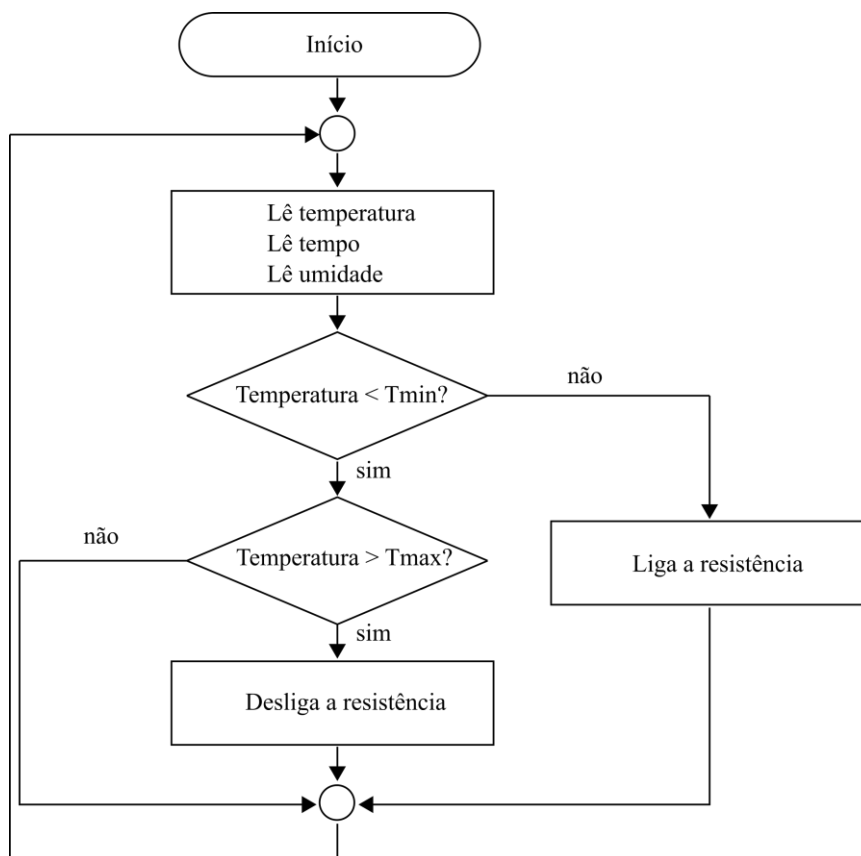 Início
Lê temperatura
Lê tempo
Lê umidade
Temperatura < Tmin?
não
sim
Temperatura > Tmax?
não
Liga a resistência
sim
Desliga a resistência